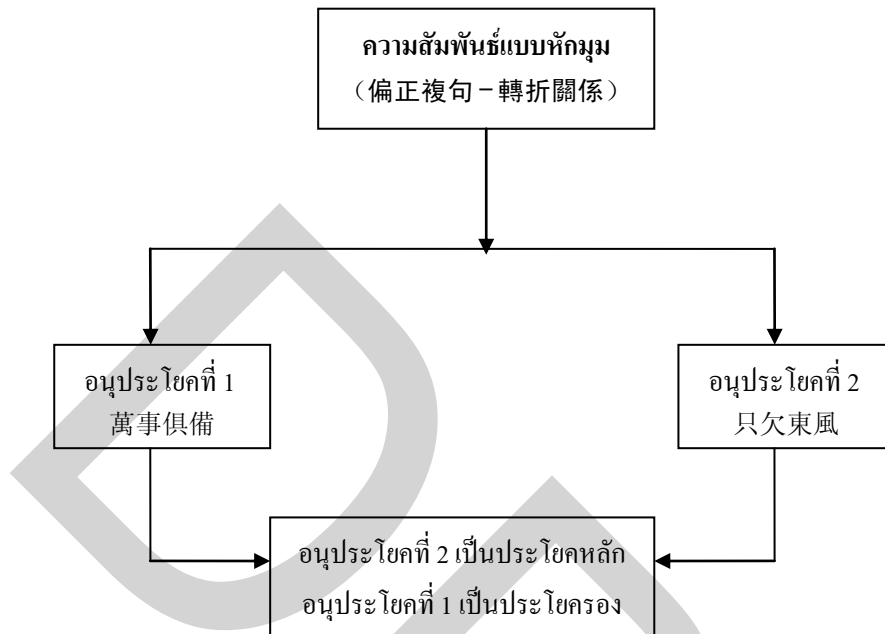 ความสัมพันธ์แบบหักมุม
（偏正複句－轉折關係）
อนุประโยคที่ 1
萬事俱備
อนุประโยคที่ 2
只欠東風
อนุประโยคที่ 2 เป็นประโยคหลัก
อนุประโยคที่ 1 เป็นประโยครอง